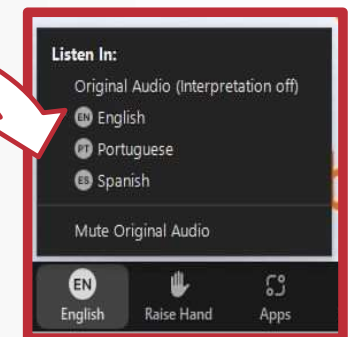 Listen In:
Original Audio (Interpretation off)
EN English
PT Portuguese
ES Spanish
Mute Original Audio
EN
English Raise Hand Apps